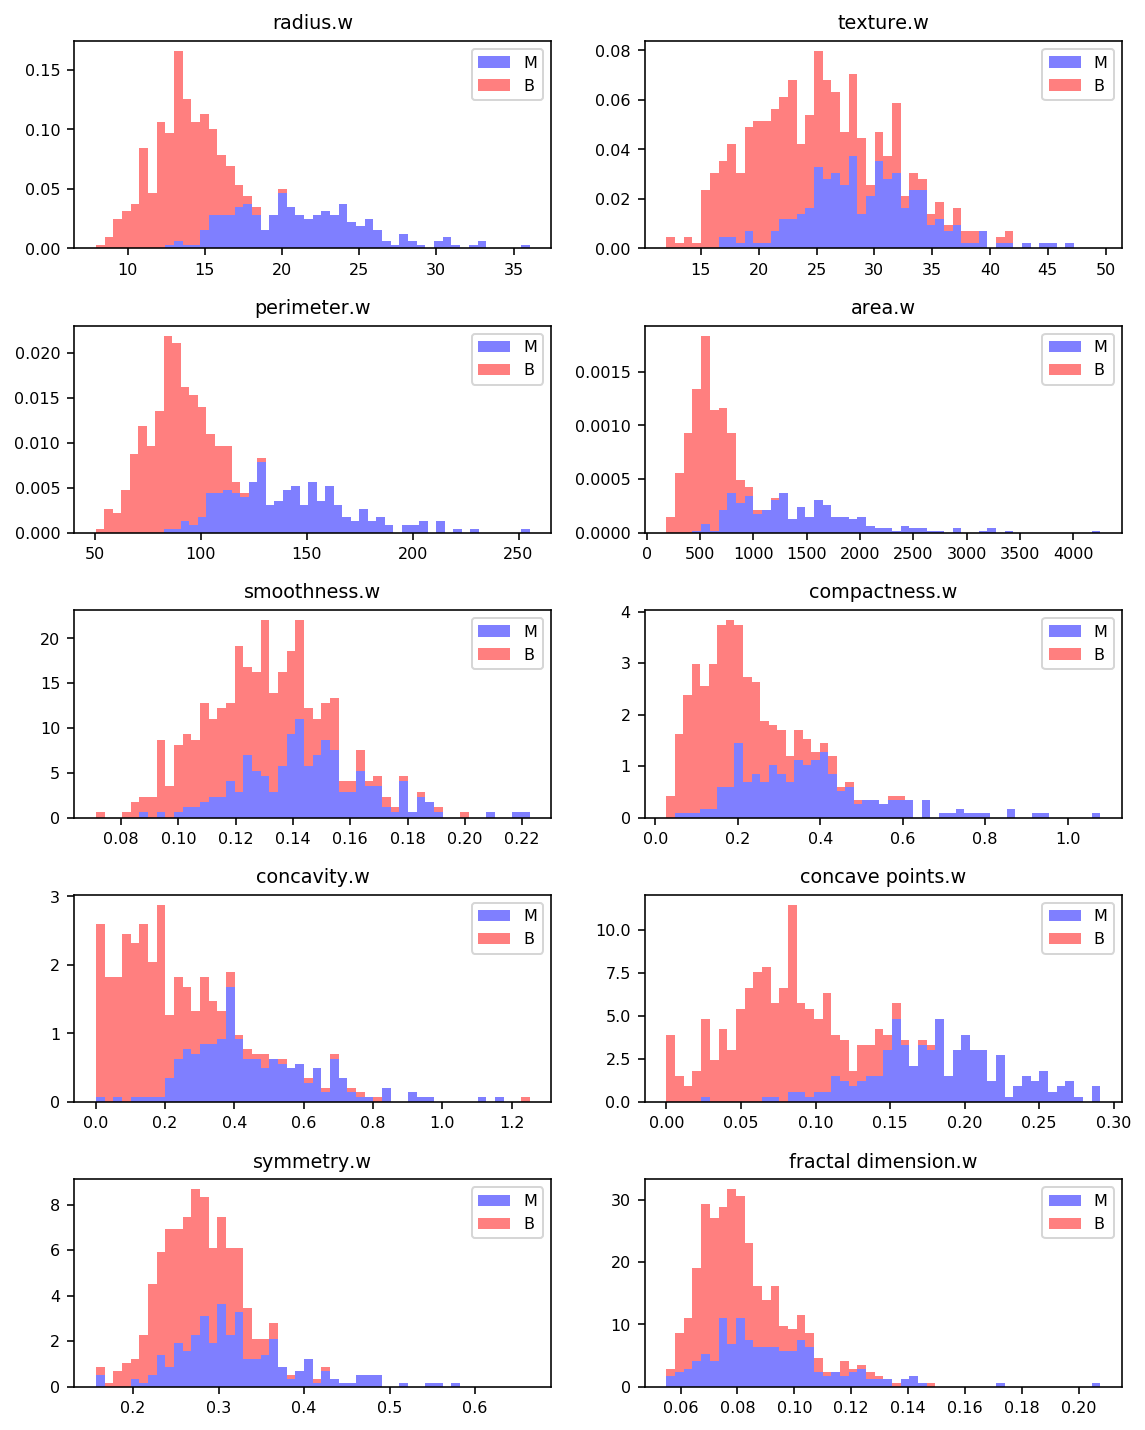 radius.w
0.15
0.10
0.05
0.00
10 15 20 25 30 35
M
B
texture.w
0.08
0.06
0.04
0.02
0.00
15 20 25 30 35 40 45 50
M
B
perimeter.w
0.020
0.015
0.010
0.005
0.000
50 100 150 200 250
M
B
area.w
0.0015
0.0010
0.0005
0.0000
0 500 1000 1500 2000 2500 3000 3500 4000
M
B
smoothness.w
20
15
10
5
0
0.08 0.10 0.12 0.14 0.16 0.18 0.20 0.22
M
B
compactness.w
4
3
2
1
0
0.0 0.2 0.4 0.6 0.8 1.0
M
B
concavity.w
3
2
1
0
0.0 0.2 0.4 0.6 0.8 1.0 1.2
M
B
concave points.w
10.0
7.5
5.0
2.5
0.0
0.00 0.05 0.10 0.15 0.20 0.25 0.30
M
B
symmetry.w
8
6
4
2
0
0.2 0.3 0.4 0.5 0.6
M
B
fractal dimension.w
30
20
10
0
0.06 0.08 0.10 0.12 0.14 0.16 0.18 0.20
M
B